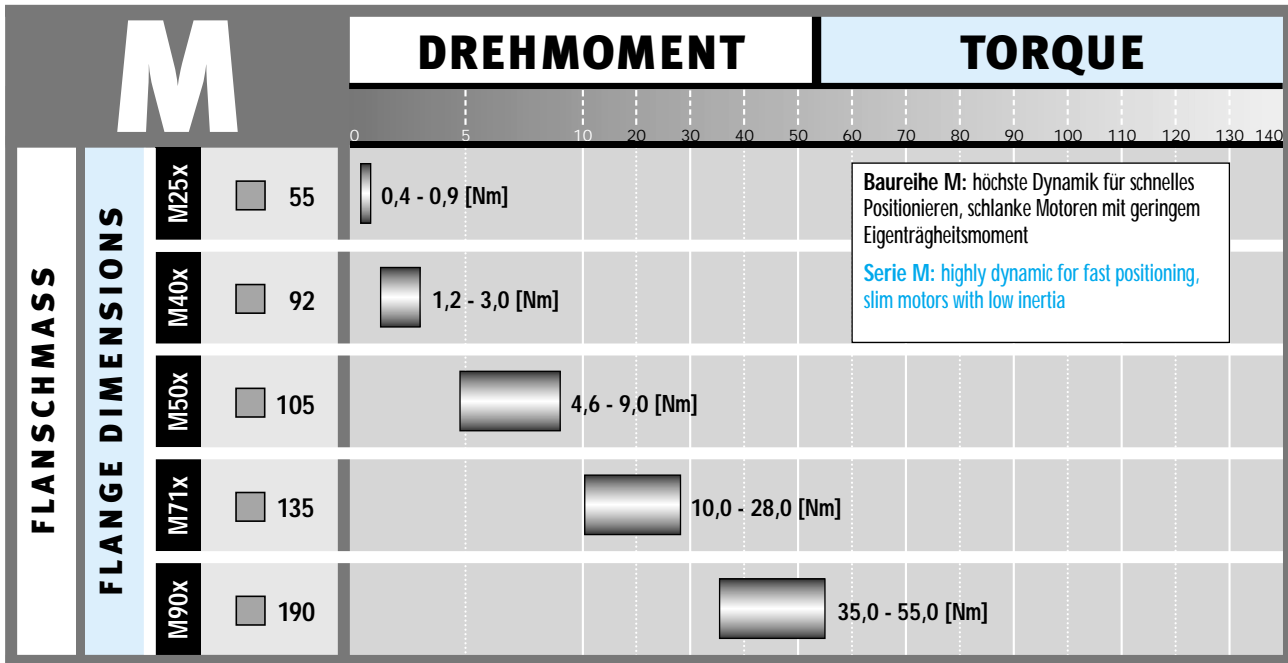 M
DREHMOMENT
TORQUE
0 5 10 20 30 40 50 60 70 80 90 100 110 120 130 140
FLANSCHMASS
FLANGE DIMENSIONS
M25x 55 0,4 - 0,9 [Nm]
Baureihe M: höchste Dynamik für schnelles
Positionieren, schlanke Motoren mit geringem
Eigenträgheitsmoment
Serie M: highly dynamic for fast positioning,
slim motors with low inertia
M40x 92 1,2 - 3,0 [Nm]
M50x 105 4,6 - 9,0 [Nm]
M71x 135 10,0 - 28,0 [Nm]
M90x 190 35,0 - 55,0 [Nm]